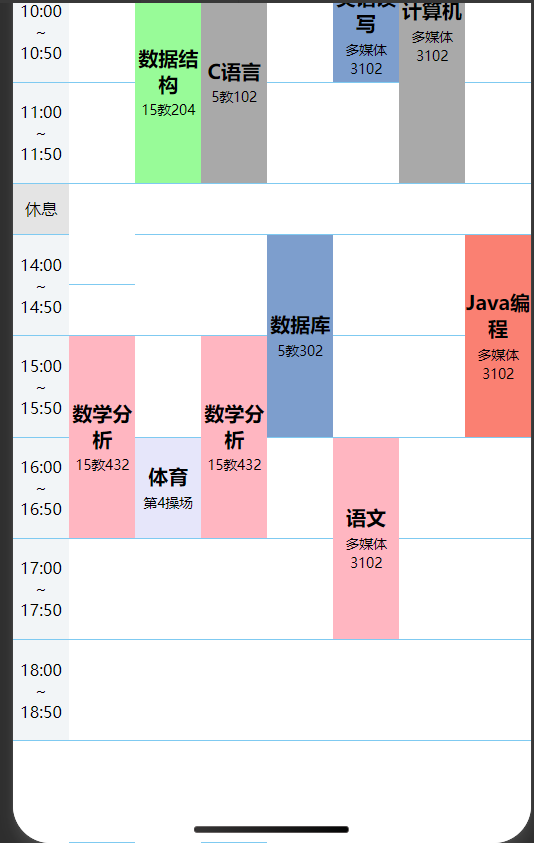 10:00
~
10:50
11:00
~
11:50
休息
14:00
~
14:50
15:00
~
15:50
16:00
~
16:50
17:00
~
17:50
18:00
~
18:50
数学分
析
15教432
数据结
构
15教204
体育
第4操场
C语言
5教102
数学分
析
15教432
数据库
5教302
写
多媒体
3102
语文
多媒体
3102
计算机
多媒体
3102
Java编
程
多媒体
3102